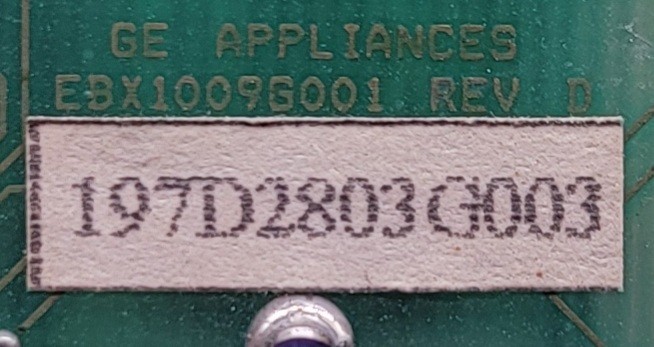 GE APPLIANCES
EBX1009G001 REV D
197D2803G003